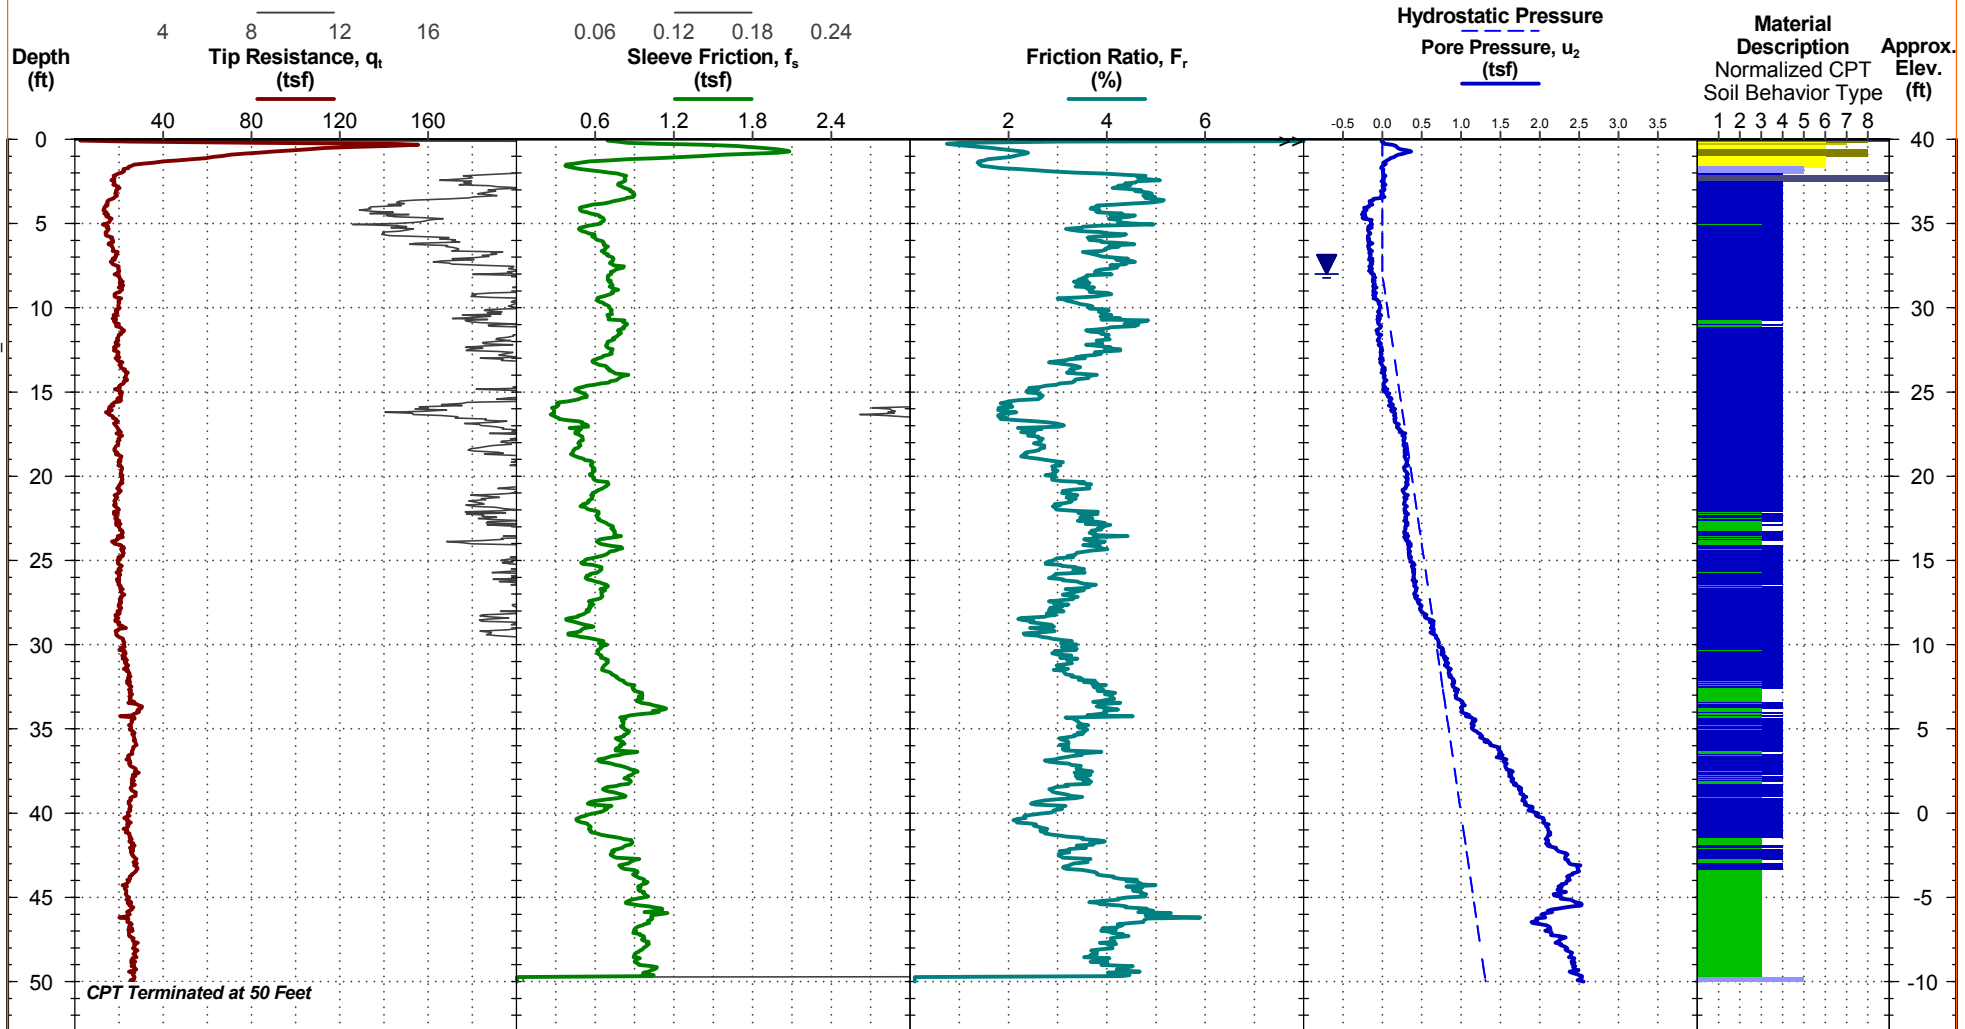 4 8 12 16
0.06 0.12 0.18 0.24
Depth
(ft)
Tip Resistance, qt
(tsf)
Sleeve Friction, fs
(tsf)
Friction Ratio, Fr
(%)
Hydrostatic Pressure
Pore Pressure, u2
(tsf)
Material
Description
Normalized CPT
Soil Behavior Type
Approx.
Elev.
(ft)
40 80 120 160
0.6 1.2 1.8 2.4
2 4 6
-0.5 0.0 0.5 1.0 1.5 2.0 2.5 3.0 3.5
1 2 3 4 5 6 7 8
0 40
5 35
10 30
15 25
20 20
25 15
30 10
35 5
40 0
45 -5
50 -10
CPT Terminated at 50 Feet